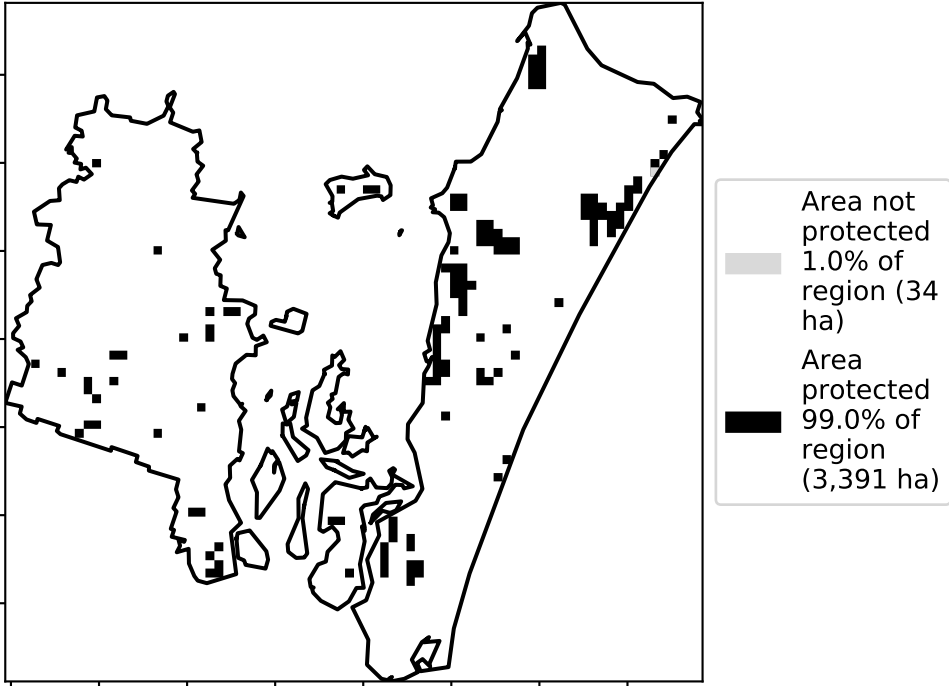 Area not
protected
1.0% of
region (34
ha)
Area
protected
99.0% of
region
(3,391 ha)